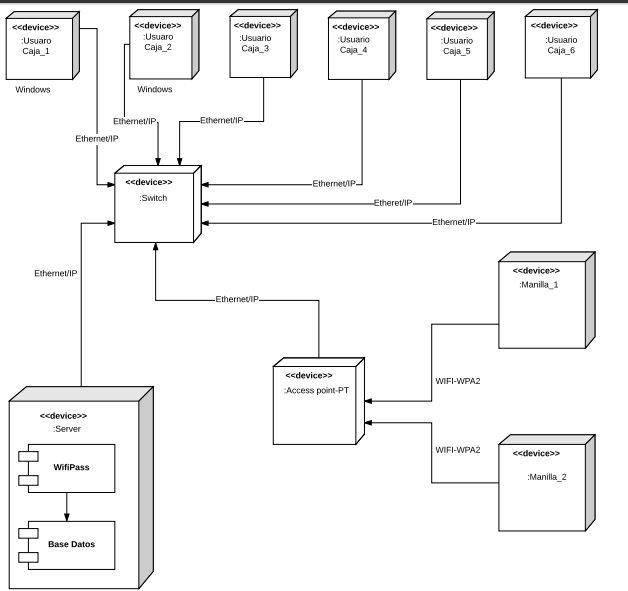 <<device>>
:Usuaro
Caja_1
Windows
<<device>>
:Usuaro
Caja_2
Windows
<<device>>
:Usuario
Caja_3
<<device>>
:Usuario
Caja_4
<<device>>
:Usuario
Caja_5
<<device>>
:Usuario
Caja_6
Ethernet/IP
Ethernet/IP
Ethernet/IP
Ethernet/IP
Etheret/IP
Ethernet/IP
<<device>>
:Switch
Ethernet/IP
Ethernet/IP
<<device>>
:Manilla_1
<<device>>
:Access point-PT
WIFI-WPA2
WIFI-WPA2
<<device>>
:Manilla_2
<<device>>
:Server
WifiPass
Base Datos